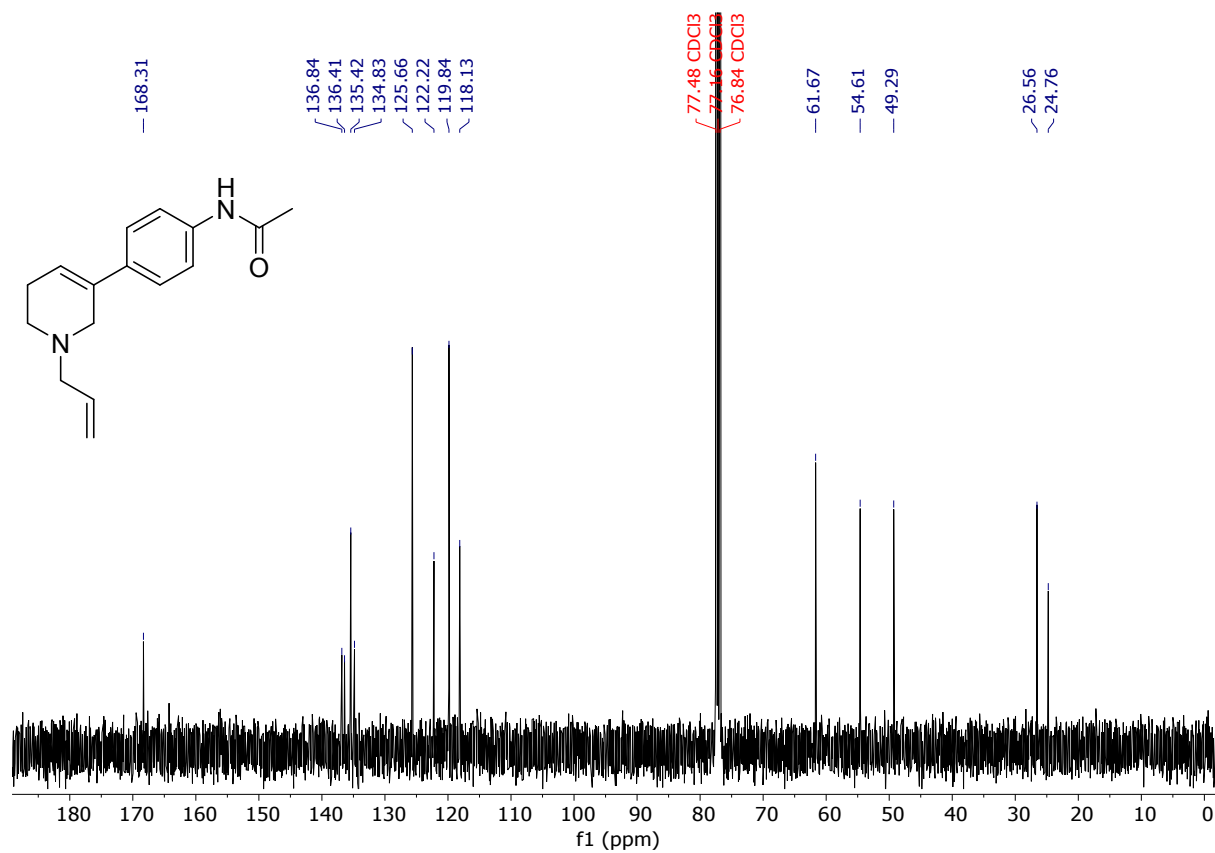 168.31
136.84
136.41
135.42
134.83
125.66
122.22
119.84
118.13
77.48 CDCl3
77.16 CDCl3
76.84 CDCl3
61.67
54.61
49.29
26.56
24.76
H
N
O
N
180 170 160 150 140 130 120 110 100 90 80 70 60 50 40 30 20 10 0
f1 (ppm)